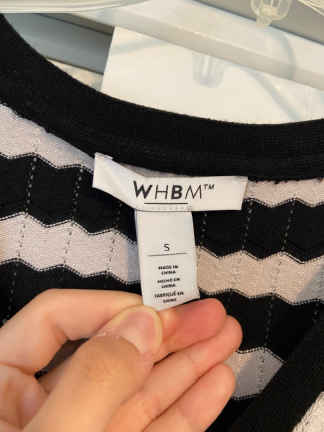 WHBM™
S
MADE IN
CHINA
HECHO EN
CHINA
FABRIQUÉ EN
CHINE